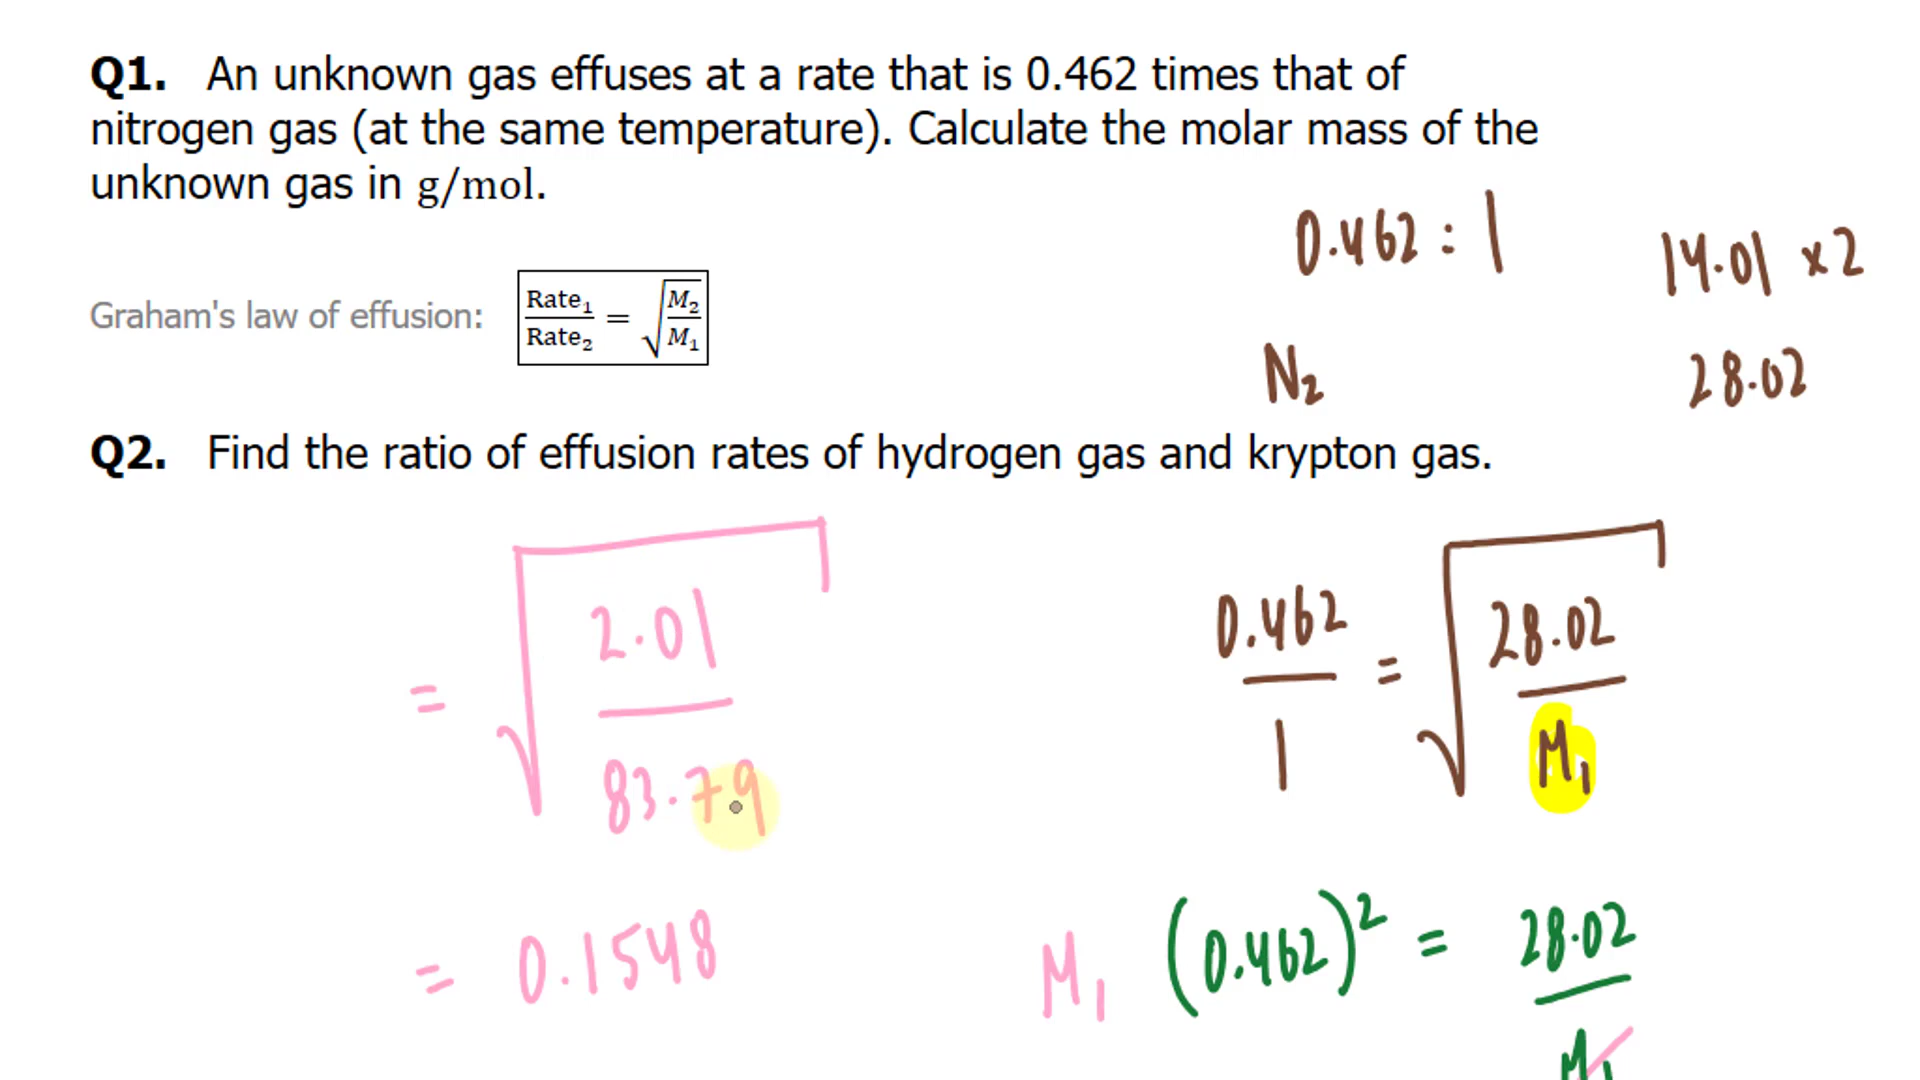 Q1. An unknown gas effuses at a rate that is 0.462 times that of
nitrogen gas (at the same temperature). Calculate the molar mass of the
unknown gas in g/mol.
0.462 : 1
14.01 x 2
Graham's law of effusion: Rate₁/Rate₂ = √(M₂/M₁)
N₂
28.02
Q2. Find the ratio of effusion rates of hydrogen gas and krypton gas.
= √(2.01/83.79)
0.462/1 = √(28.02/M₁)
= 0.1548
M₁ (0.462)² = 28.02/M₁